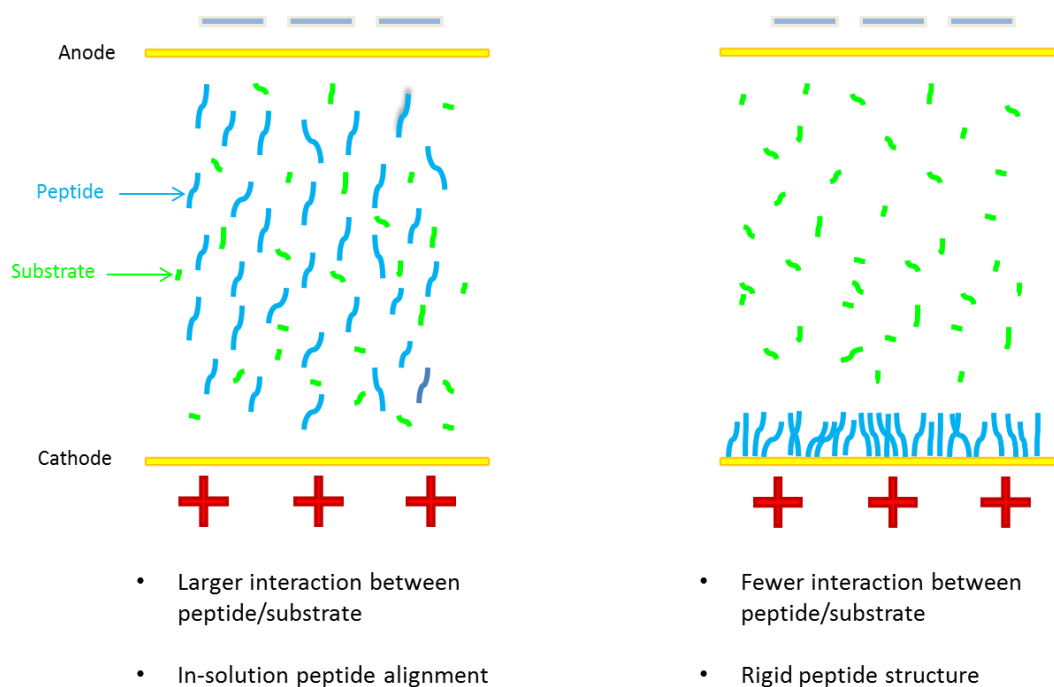 Anode
Peptide
Substrate
Cathode
• Larger interaction between
peptide/substrate
• In-solution peptide alignment
• Fewer interaction between
peptide/substrate
• Rigid peptide structure